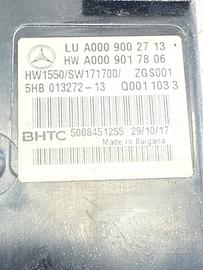 LU A000 900 27 13
HW A000 901 78 06
HW1550/SW171700/ ZGS001
5HB 013272-13 Q001 103 3
BHTC 5008451255 29/10/17
Made in Bulgaria